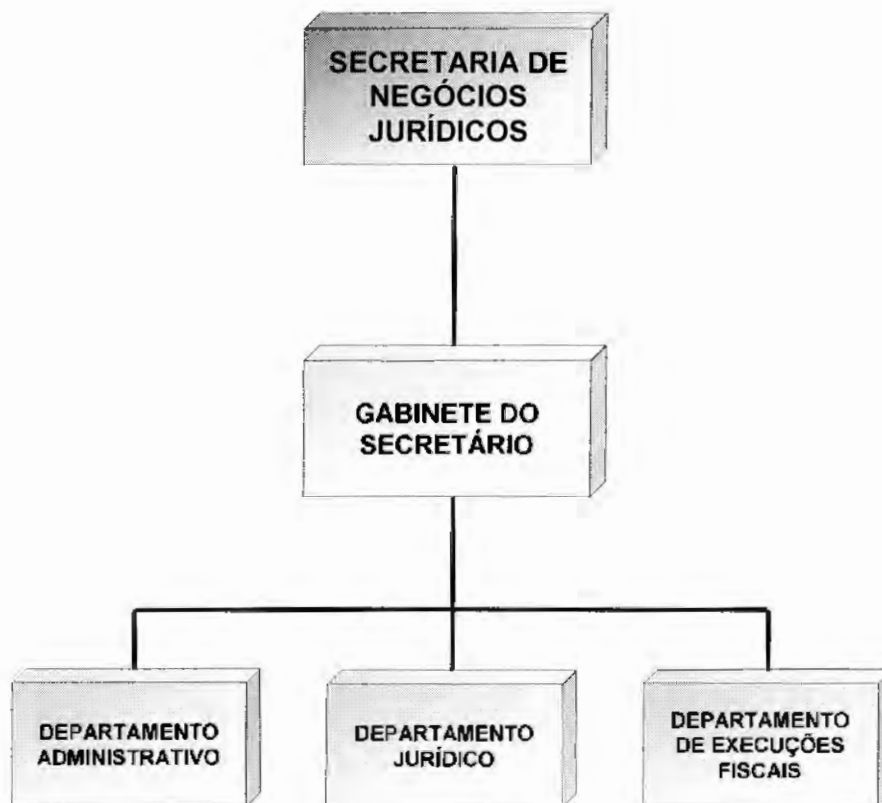 SECRETARIA DE
NEGÓCIOS
JURÍDICOS
GABINETE DO
SECRETÁRIO
DEPARTAMENTO
ADMINISTRATIVO
DEPARTAMENTO
JURÍDICO
DEPARTAMENTO
DE EXECUÇÕES
FISCAIS